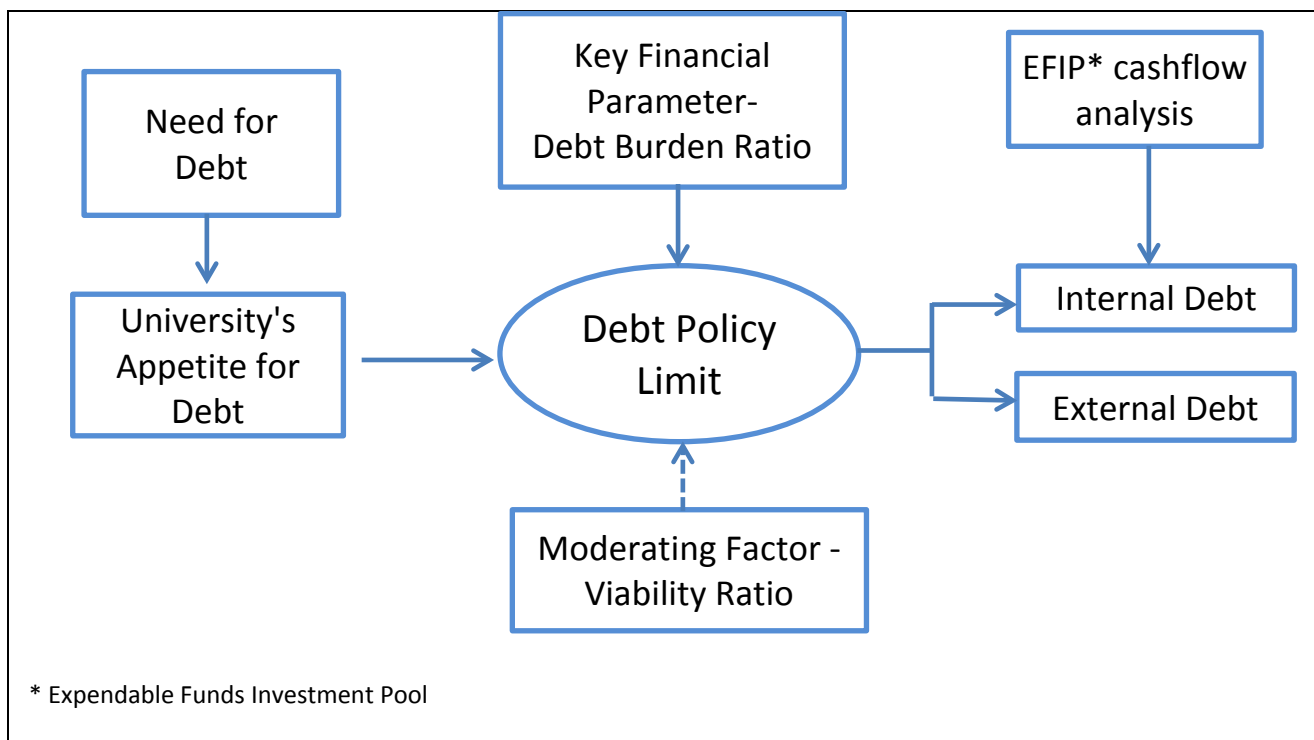 Need for
Debt
Key Financial
Parameter-
Debt Burden Ratio
EFIP* cashflow
analysis
University's
Appetite for
Debt
Debt Policy
Limit
Internal Debt
External Debt
Moderating Factor -
Viability Ratio
* Expendable Funds Investment Pool